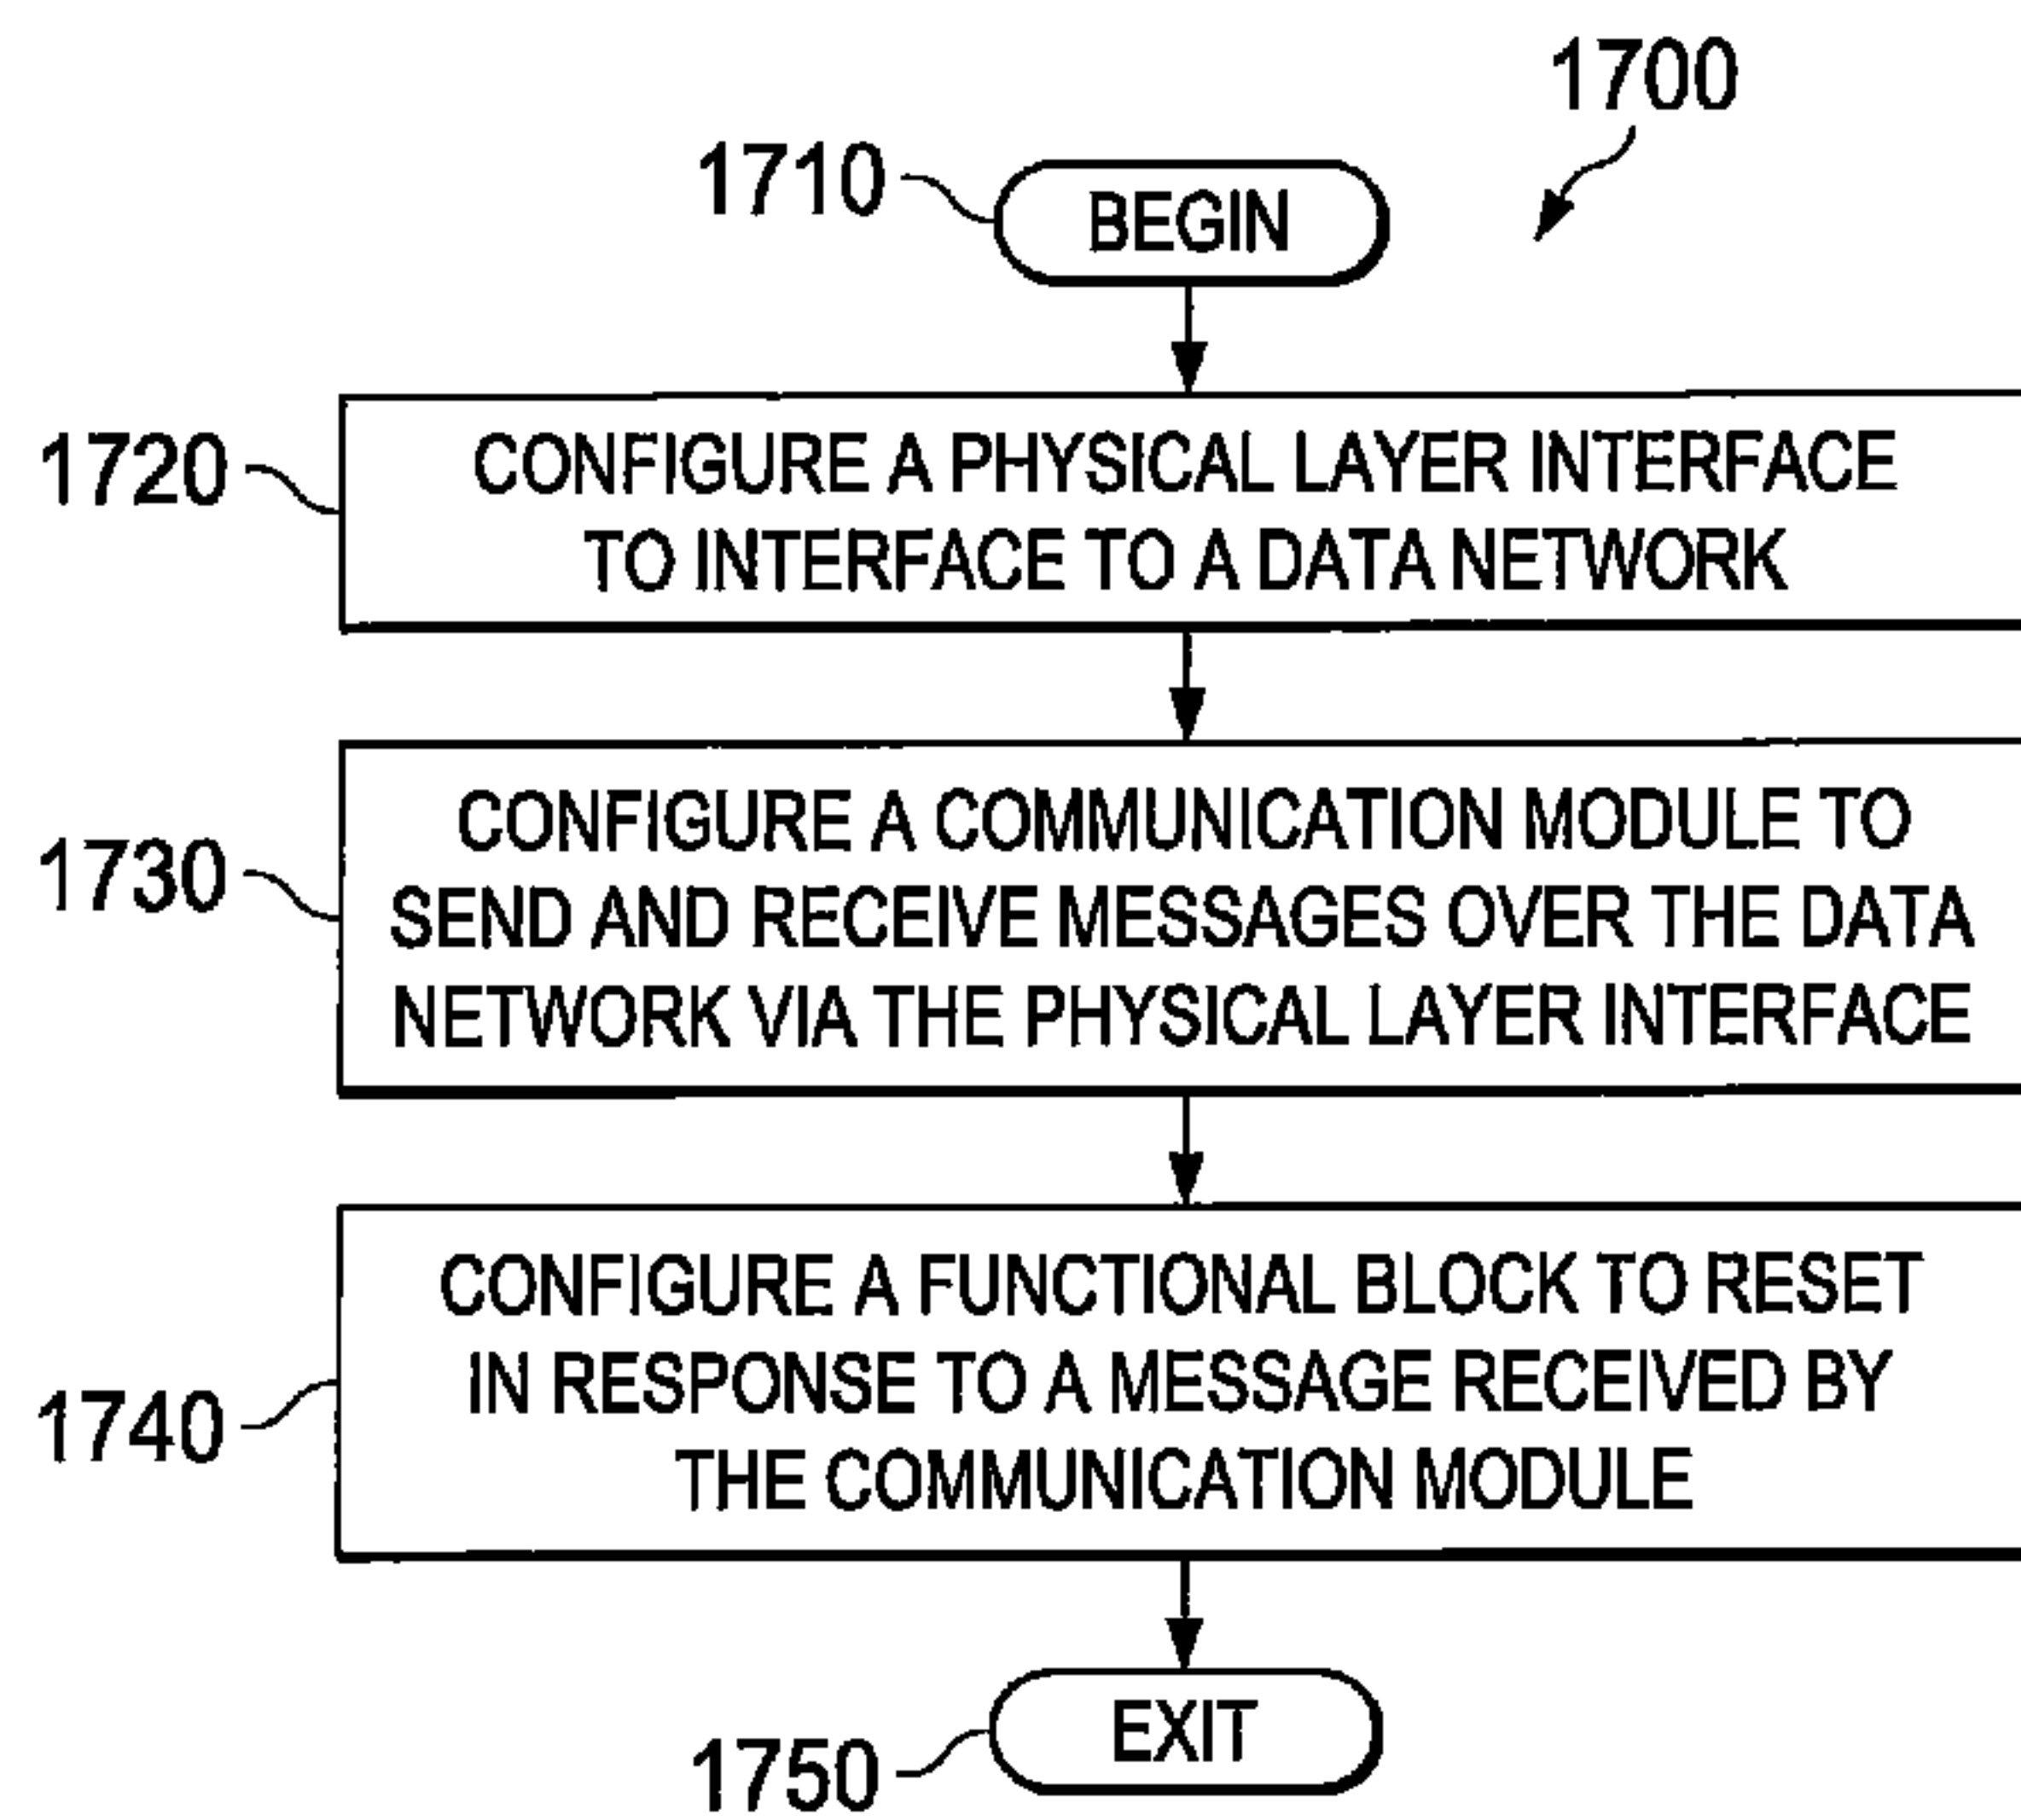 1700
1710
BEGIN
1720
CONFIGURE A PHYSICAL LAYER INTERFACE
TO INTERFACE TO A DATA NETWORK
1730
CONFIGURE A COMMUNICATION MODULE TO
SEND AND RECEIVE MESSAGES OVER THE DATA
NETWORK VIA THE PHYSICAL LAYER INTERFACE
1740
CONFIGURE A FUNCTIONAL BLOCK TO RESET
IN RESPONSE TO A MESSAGE RECEIVED BY
THE COMMUNICATION MODULE
1750
EXIT